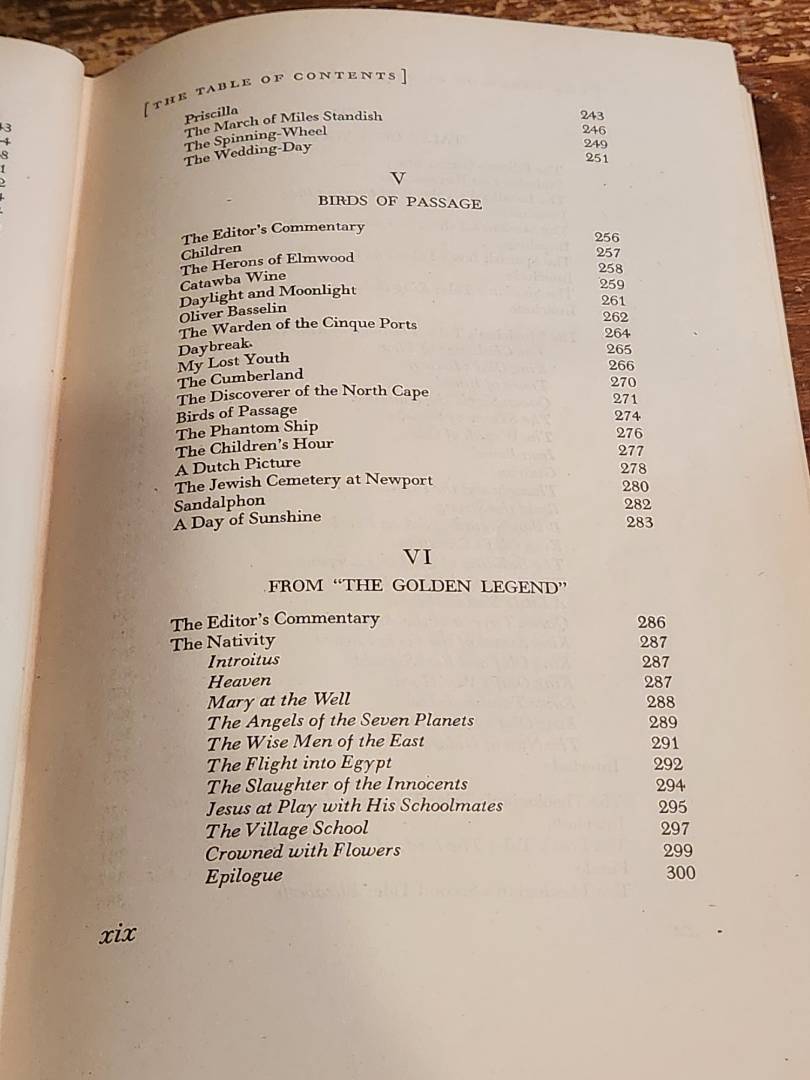 [THE TABLE OF CONTENTS]
Priscilla 243
The March of Miles Standish 246
The Spinning-Wheel 249
The Wedding-Day 251
V
BIRDS OF PASSAGE
The Editor's Commentary 256
Children 257
The Herons of Elmwood 258
Catawba Wine 259
Daylight and Moonlight 261
Oliver Basselin 262
The Warden of the Cinque Ports 264
Daybreak 265
My Lost Youth 266
The Cumberland 270
The Discoverer of the North Cape 271
Birds of Passage 274
The Phantom Ship 276
The Children's Hour 277
A Dutch Picture 278
The Jewish Cemetery at Newport 280
Sandalphon 282
A Day of Sunshine 283
VI
FROM “THE GOLDEN LEGEND”
The Editor's Commentary 286
The Nativity 287
Introitus 287
Heaven 287
Mary at the Well 288
The Angels of the Seven Planets 289
The Wise Men of the East 291
The Flight into Egypt 292
The Slaughter of the Innocents 294
Jesus at Play with His Schoolmates 295
The Village School 297
Crowned with Flowers 299
Epilogue 300
xix